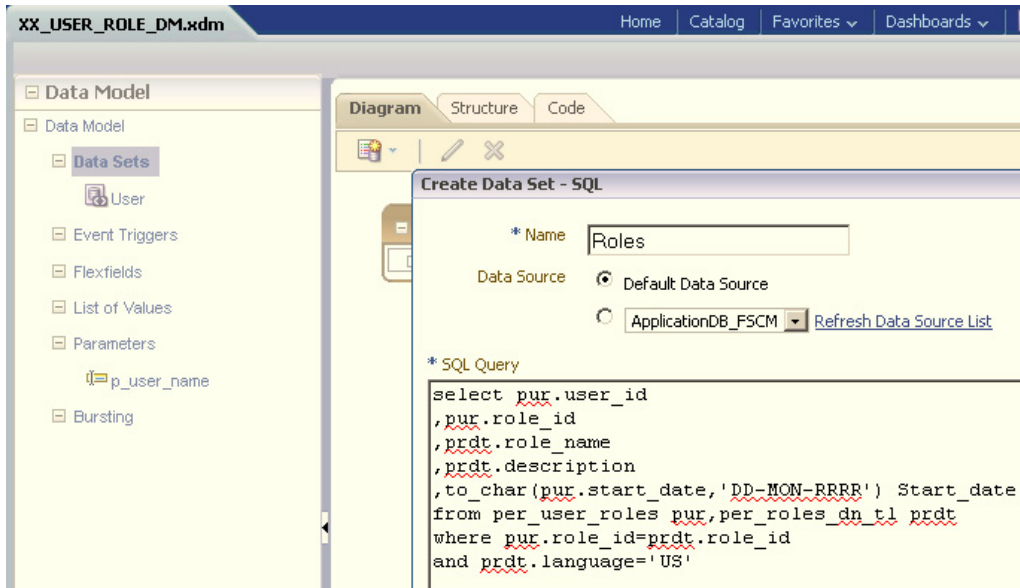 XX_USER_ROLE_DM.xdm
Home
Catalog
Favorites
Dashboards
Data Model
Data Model
Data Sets
User
Event Triggers
Flexfields
List of Values
Parameters
p_user_name
Bursting
Diagram
Structure
Code
Create Data Set - SQL
* Name
Roles
Data Source
Default Data Source
ApplicationDB_FSCM
Refresh Data Source List
* SQL Query
select pur.user_id
,pur.role_id
,prdt.role_name
,prdt.description
,to_char(pur.start_date,'DD-MON-RRRR') Start_date
from per_user_roles pur,per_roles_dn_tl prdt
where pur.role_id=prdt.role_id
and prdt.language='US'